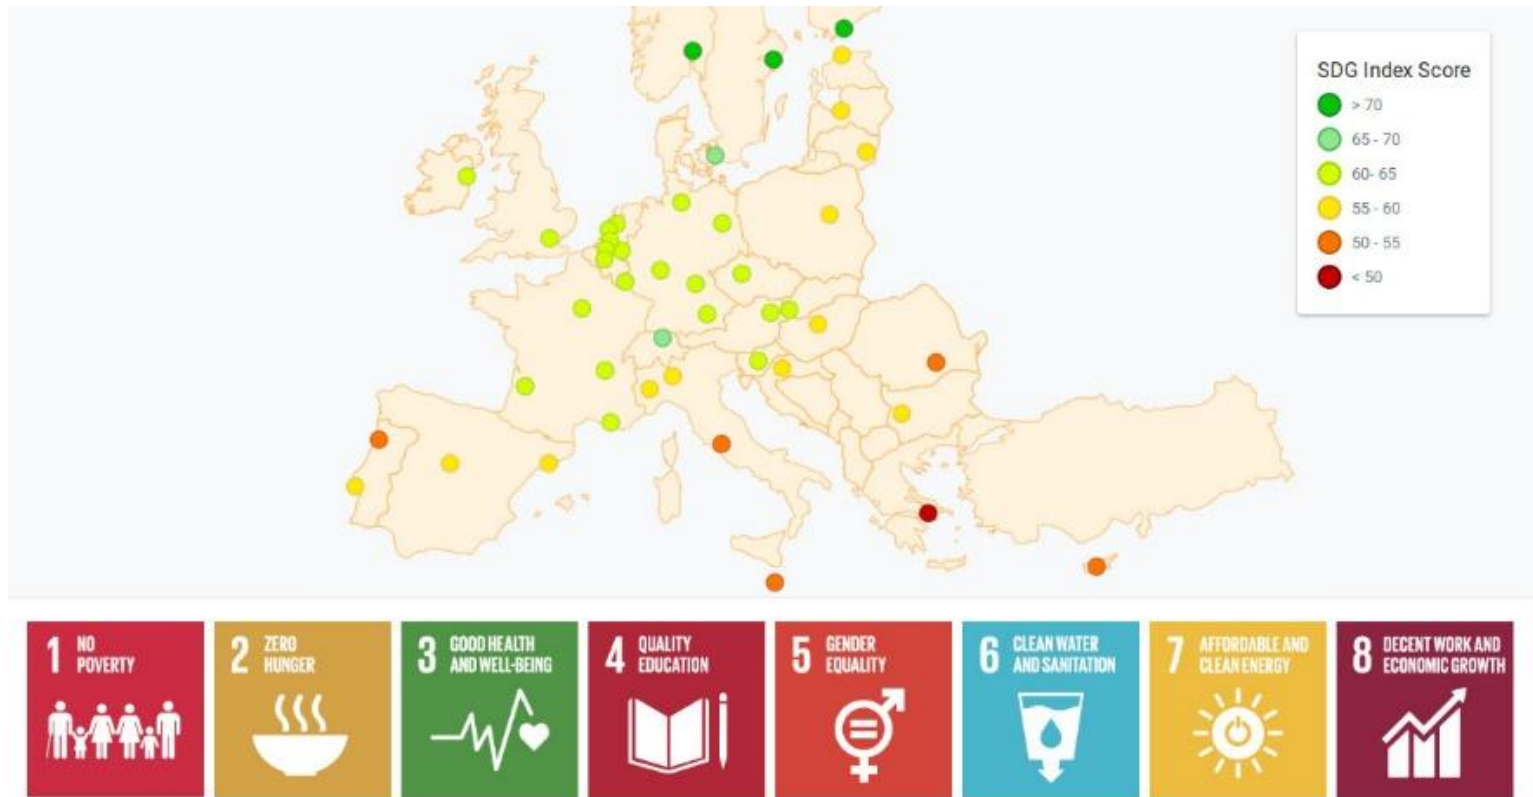 SDG Index Score
> 70
65 - 70
60- 65
55 - 60
50 - 55
< 50
1 NO
POVERTY
2 ZERO
HUNGER
3 GOOD HEALTH
AND WELL-BEING
4 QUALITY
EDUCATION
5 GENDER
EQUALITY
6 CLEAN WATER
AND SANITATION
7 AFFORDABLE AND
CLEAN ENERGY
8 DECENT WORK AND
ECONOMIC GROWTH